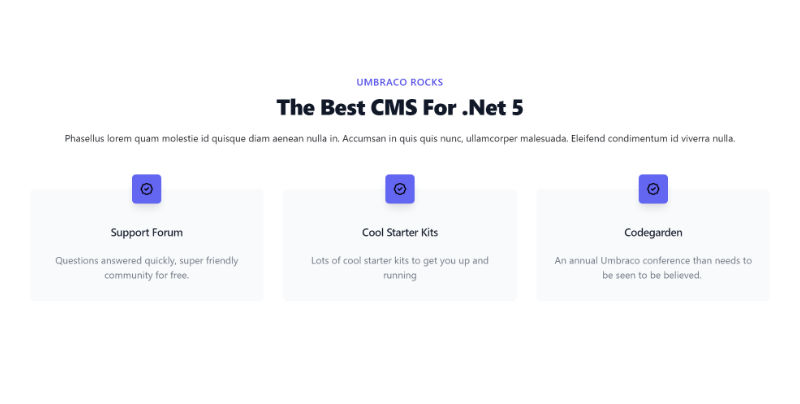 UMBRACO ROCKS
The Best CMS For .Net 5
Phasellus lorem quam molestie id quisque diam aenean nulla in. Accumsan in quis quis nunc, ullamcorper malesuada. Eleifend condimentum id viverra nulla.
Support Forum
Questions answered quickly, super friendly
community for free.
Cool Starter Kits
Lots of cool starter kits to get you up and
running
Codegarden
An annual Umbraco conference than needs to
be seen to be believed.